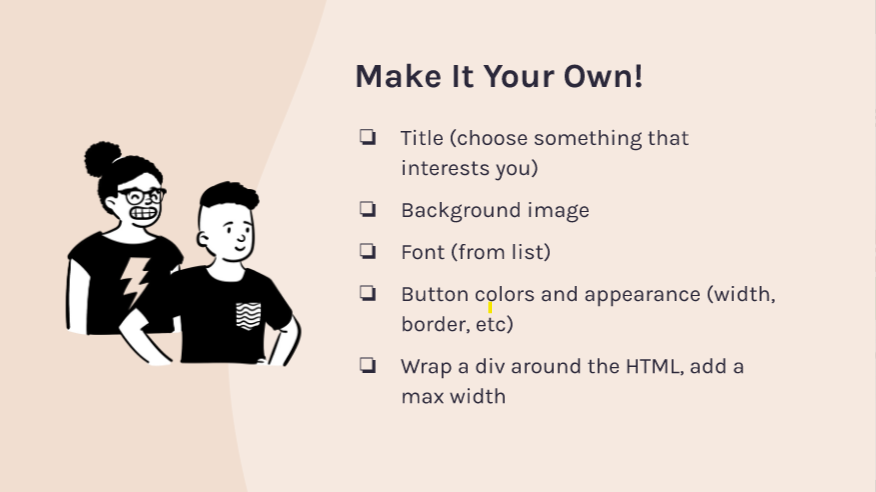 Make It Your Own!
❏ Title (choose something that
interests you)
❏ Background image
❏ Font (from list)
❏ Button colors and appearance (width,
border, etc)
❏ Wrap a div around the HTML, add a
max width